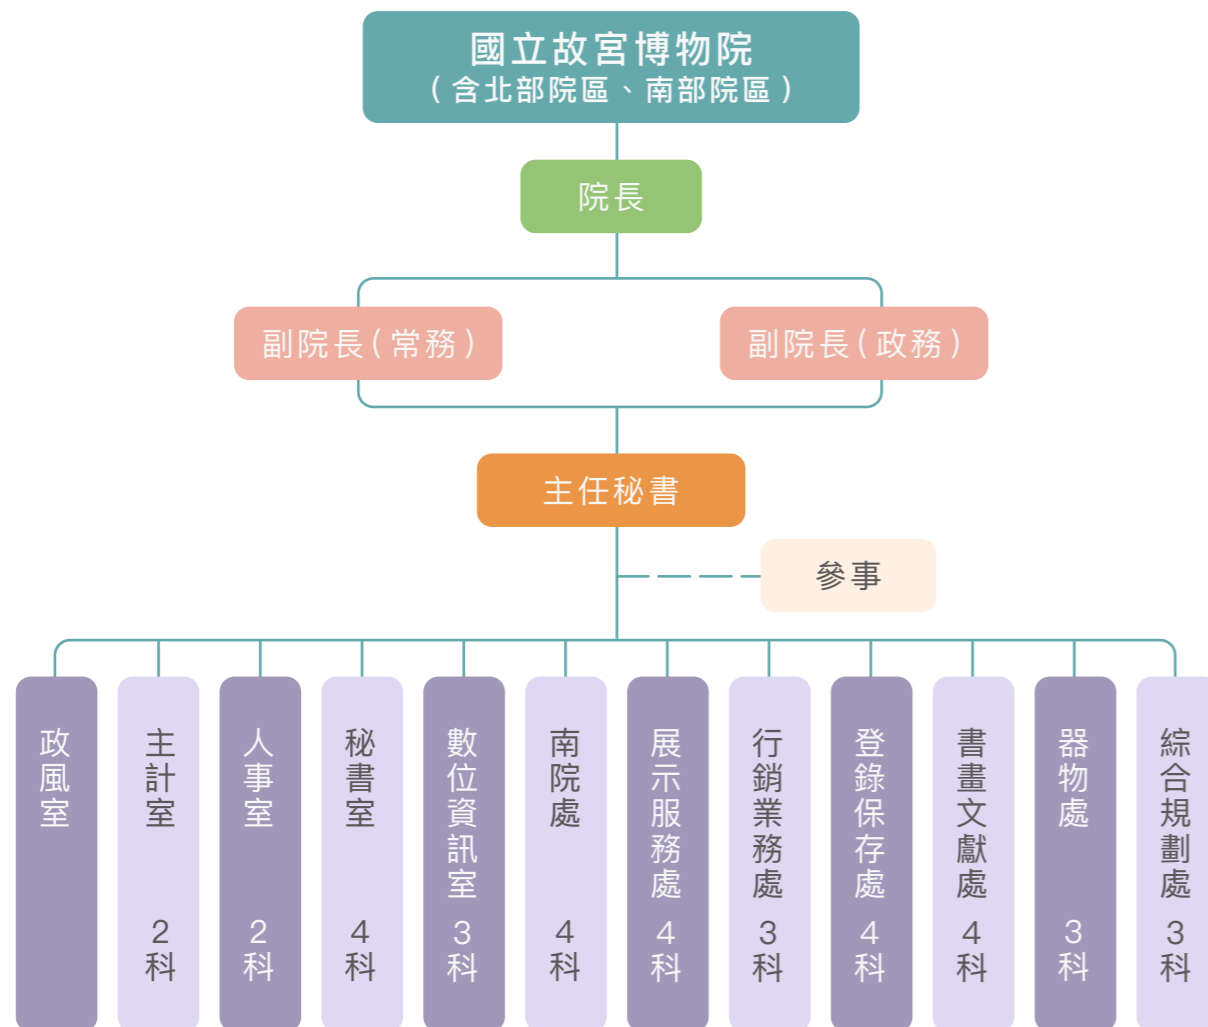 國立故宮博物院
（含北部院區、南部院區）
院長
副院長（常務）
副院長（政務）
主任秘書
參事
政風室
主計室
2科
人事室
2科
秘書室
4科
數位資訊室
3科
南院處
4科
展示服務處
4科
行銷業務處
3科
登錄保存處
4科
書畫文獻處
4科
器物處
3科
綜合規劃處
3科